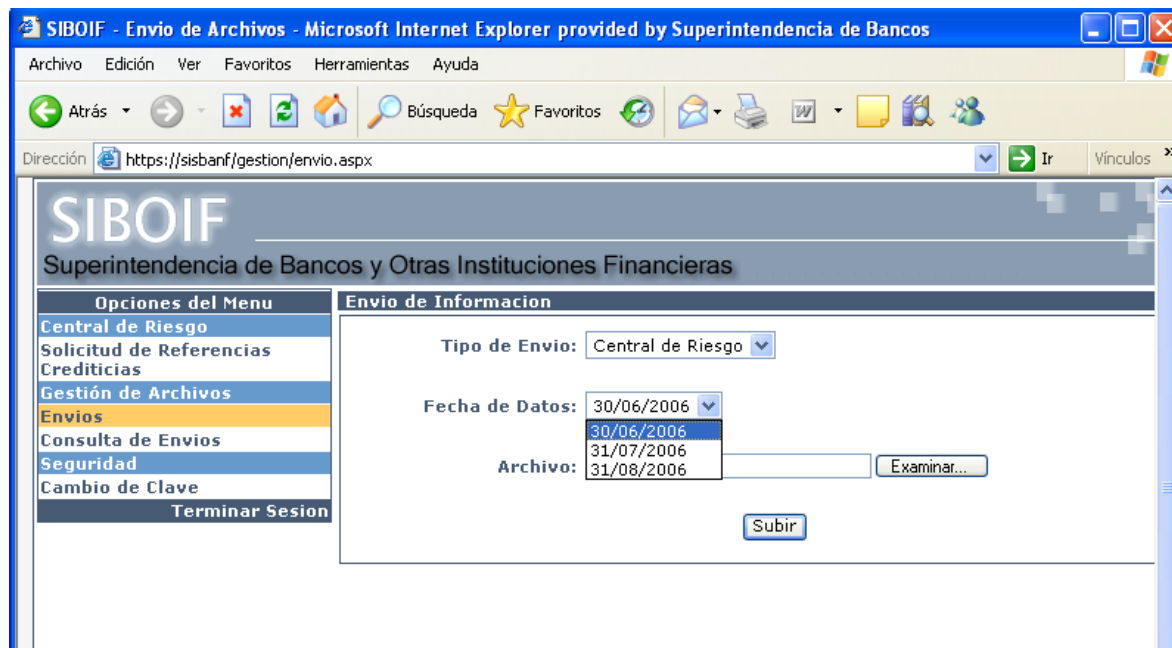 SIBOIF - Envio de Archivos - Microsoft Internet Explorer provided by Superintendencia de Bancos
Archivo Edición Ver Favoritos Herramientas Ayuda
Atrás Búsqueda Favoritos
Dirección https://sisbanf/gestion/envio.aspx Ir Vínculos »
SIBOIF
Superintendencia de Bancos y Otras Instituciones Financieras
Opciones del Menu
Central de Riesgo
Solicitud de Referencias
Crediticias
Gestión de Archivos
Envios
Consulta de Envios
Seguridad
Cambio de Clave
Terminar Sesion
Envio de Informacion
Tipo de Envio: Central de Riesgo
Fecha de Datos: 30/06/2006
30/06/2006
31/07/2006
31/08/2006
Archivo: Examinar...
Subir